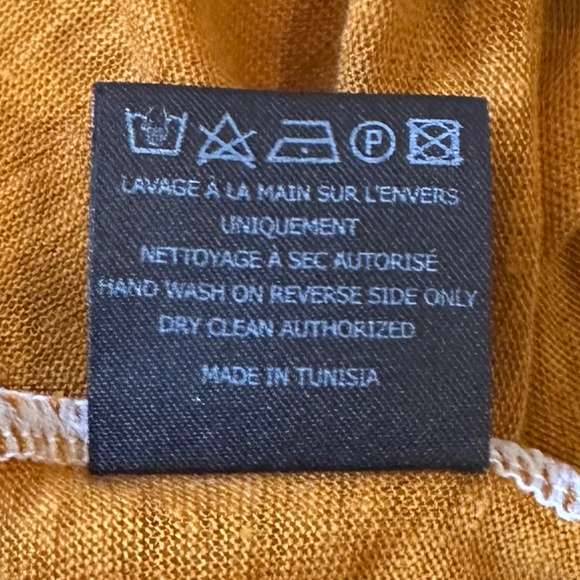 P
LAVAGE À LA MAIN SUR L'ENVERS
UNIQUEMENT
NETTOYAGE À SEC AUTORISÉ
HAND WASH ON REVERSE SIDE ONLY
DRY CLEAN AUTHORIZED
MADE IN TUNISIA